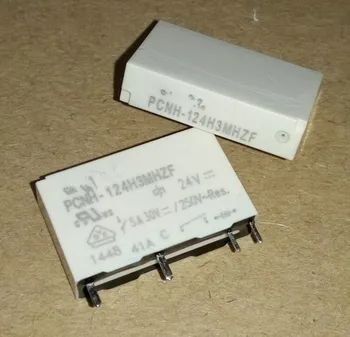 PCNH-124H3MHZF
PCNH-124H3MHZF
24V
5A 30V /250V~Res.
1448 41A C